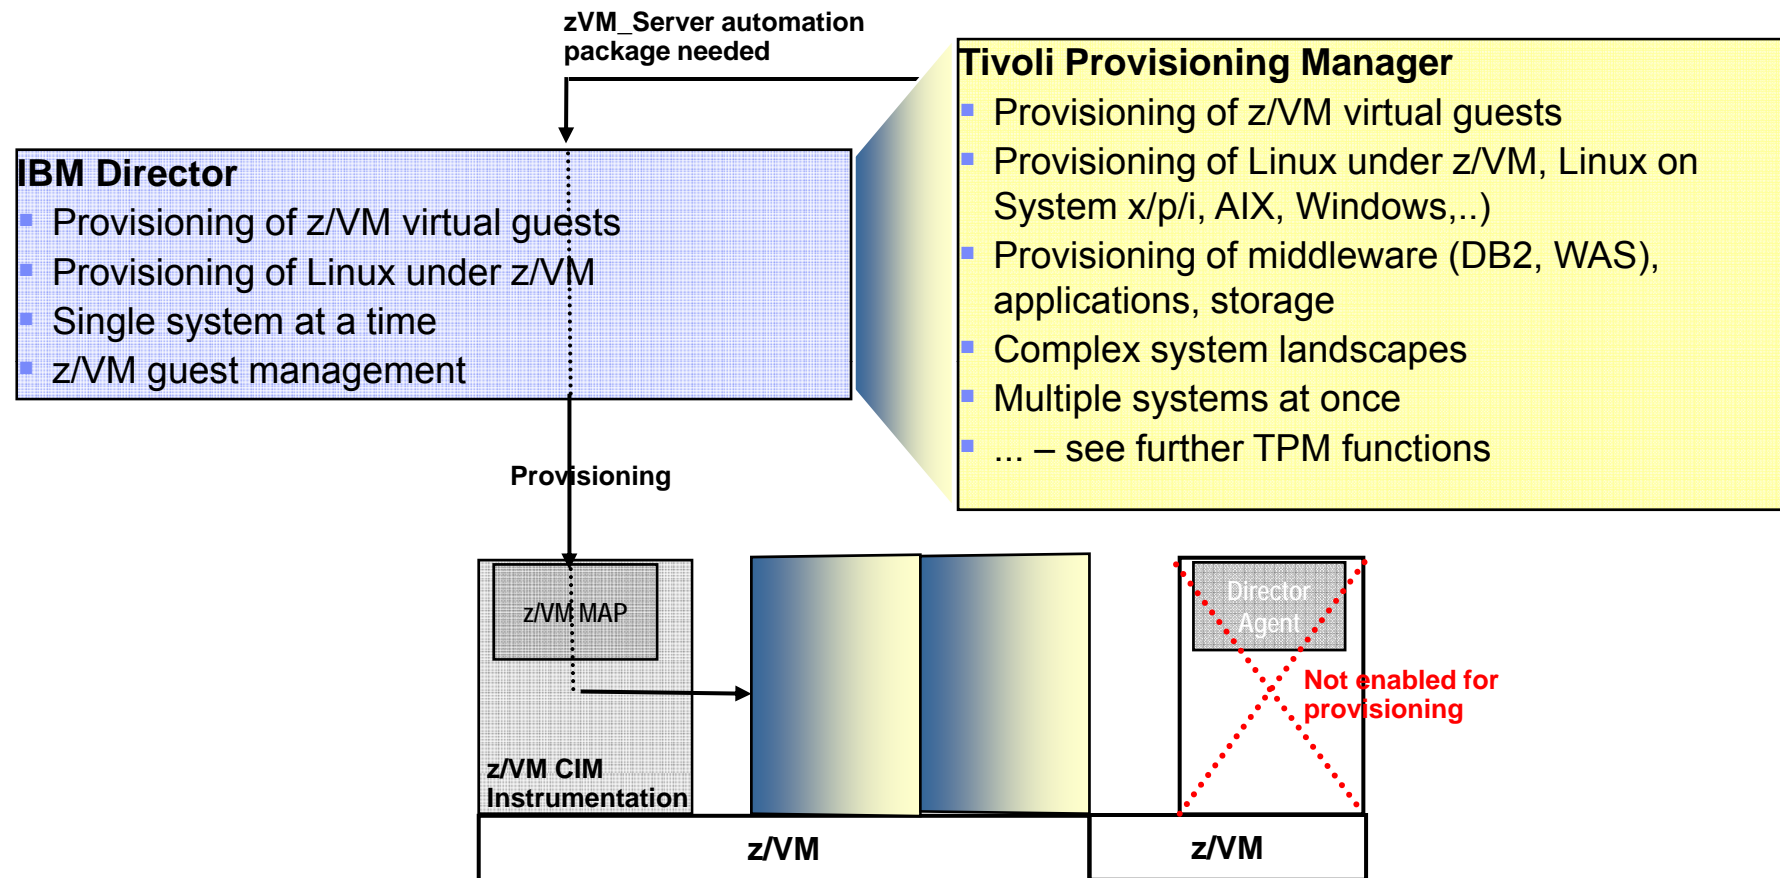 zVM_Server automation
package needed
Tivoli Provisioning Manager
Provisioning of z/VM virtual guests
Provisioning of Linux under z/VM, Linux on
System x/p/i, AIX, Windows,..)
Provisioning of middleware (DB2, WAS),
applications, storage
Complex system landscapes
Multiple systems at once
... – see further TPM functions
IBM Director
Provisioning of z/VM virtual guests
Provisioning of Linux under z/VM
Single system at a time
z/VM guest management
Provisioning
z/VM MAP
z/VM CIM
Instrumentation
Director
Agent
Not enabled for
provisioning
z/VM
z/VM